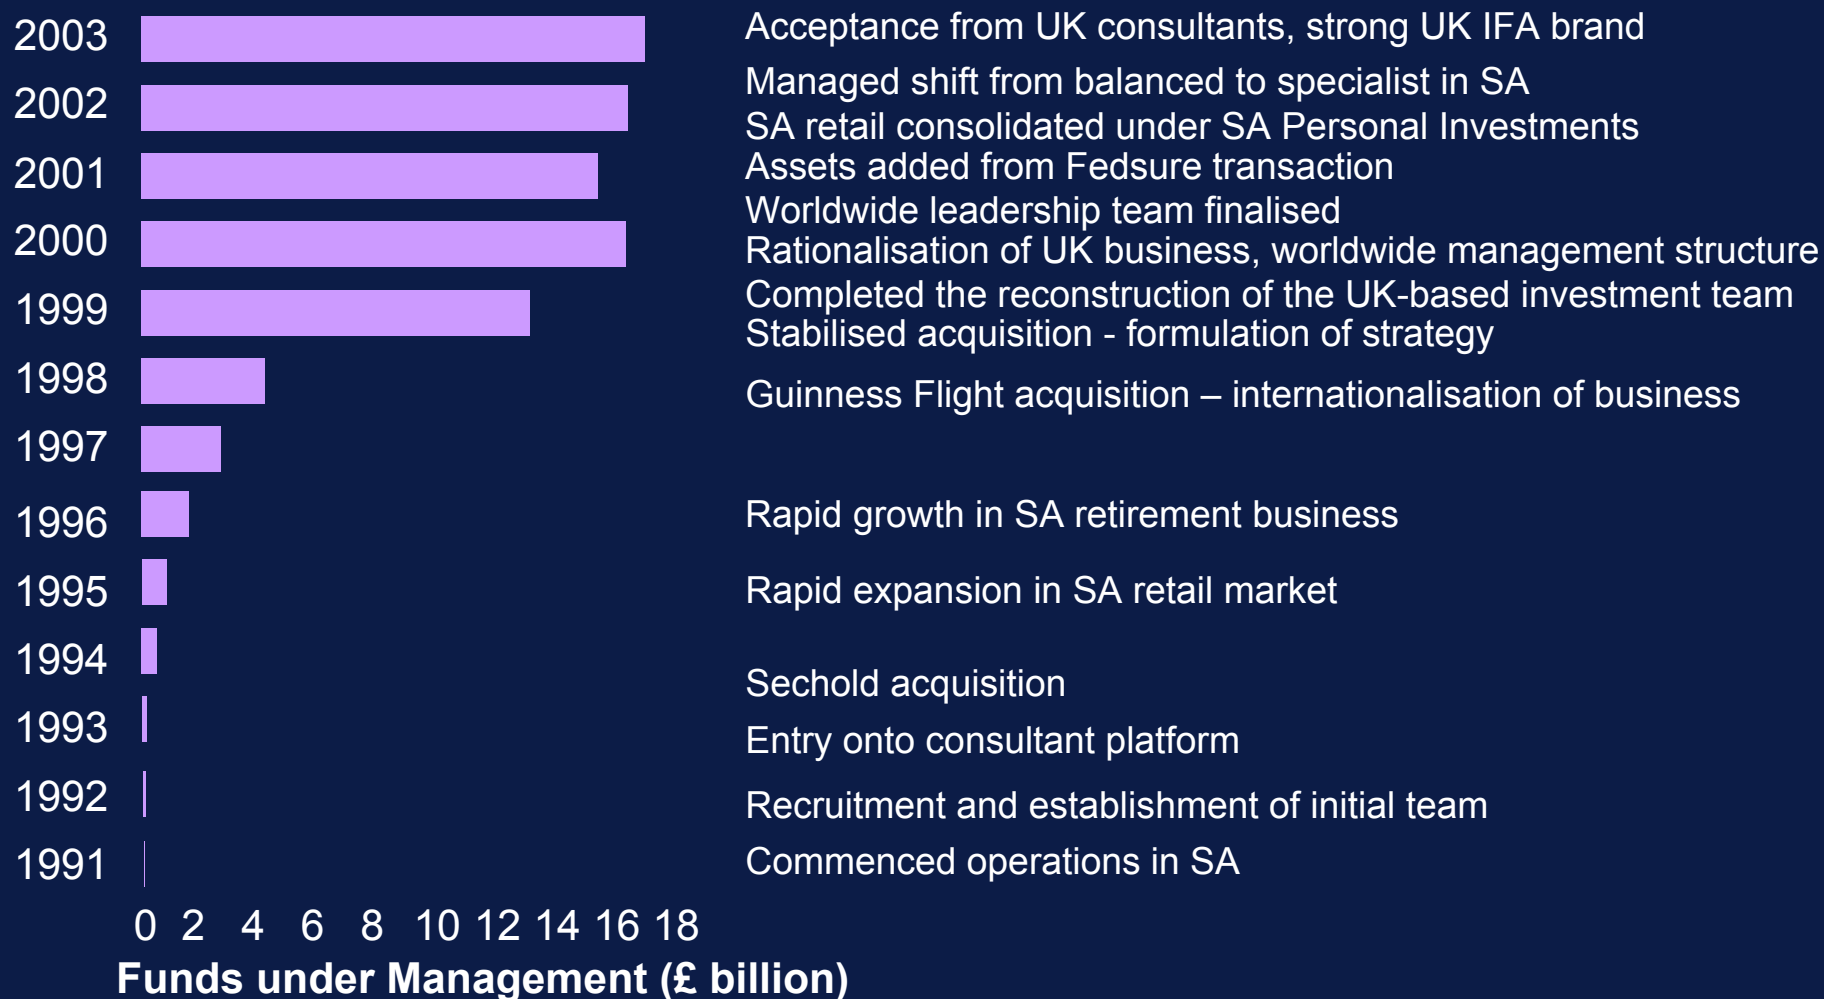 2003 Acceptance from UK consultants, strong UK IFA brand
Managed shift from balanced to specialist in SA
2002
SA retail consolidated under SA Personal Investments
2001 Assets added from Fedsure transaction
Worldwide leadership team finalised
2000 Rationalisation of UK business, worldwide management structure
Completed the reconstruction of the UK-based investment team
1999
Stabilised acquisition - formulation of strategy
1998 Guinness Flight acquisition – internationalisation of business
1997
1996 Rapid growth in SA retirement business
1995 Rapid expansion in SA retail market
1994
Sechold acquisition
1993 Entry onto consultant platform
1992 Recruitment and establishment of initial team
1991 Commenced operations in SA
0 2 4 6 8 10 12 14 16 18
Funds under Management (£ billion)